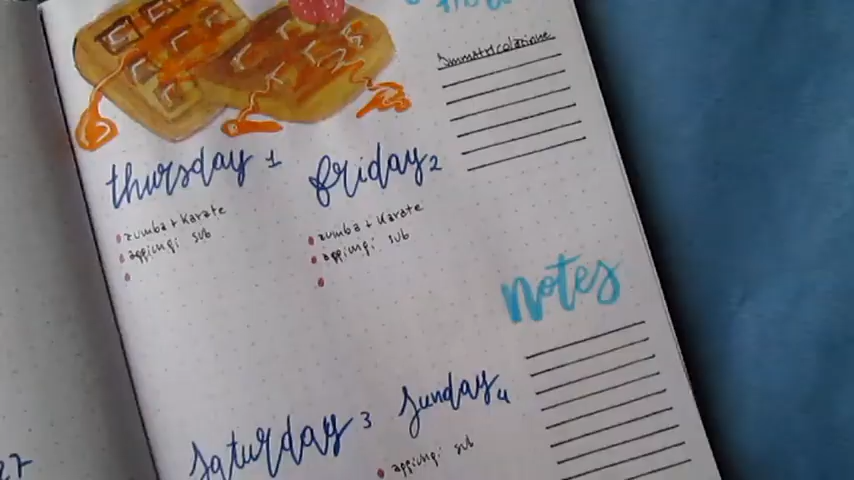 thursday 1
zumba + Karate
aggiungi sub
friday 2
zumba + Karate
aggiungi sub
Notes
saturday 3
sunday 4
aggiungi sub
27